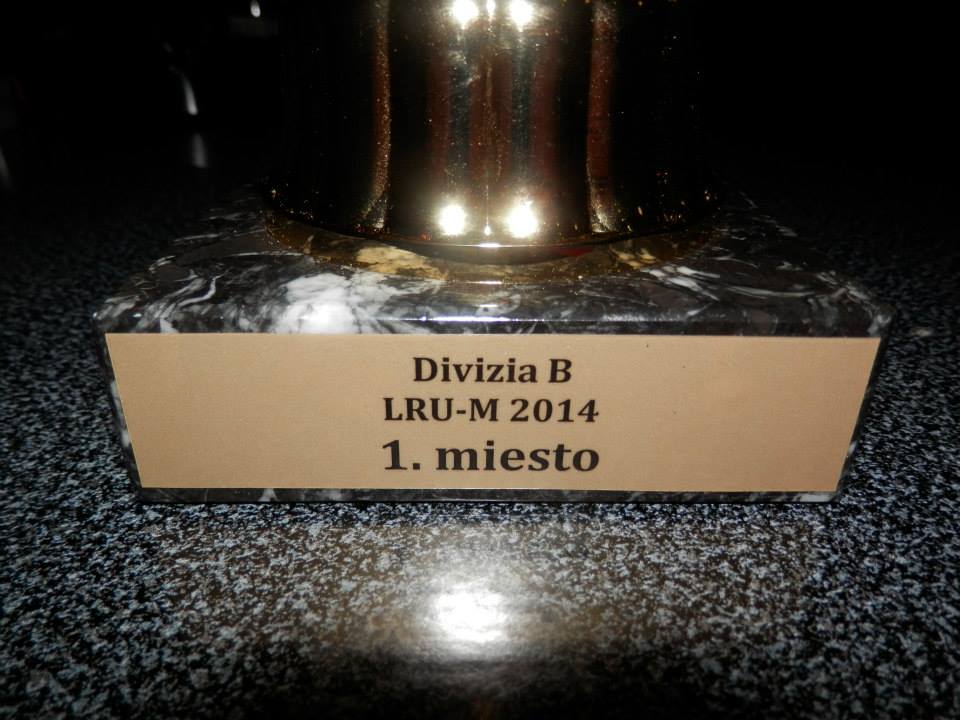 Divizia B
LRU-M 2014
1. miesto